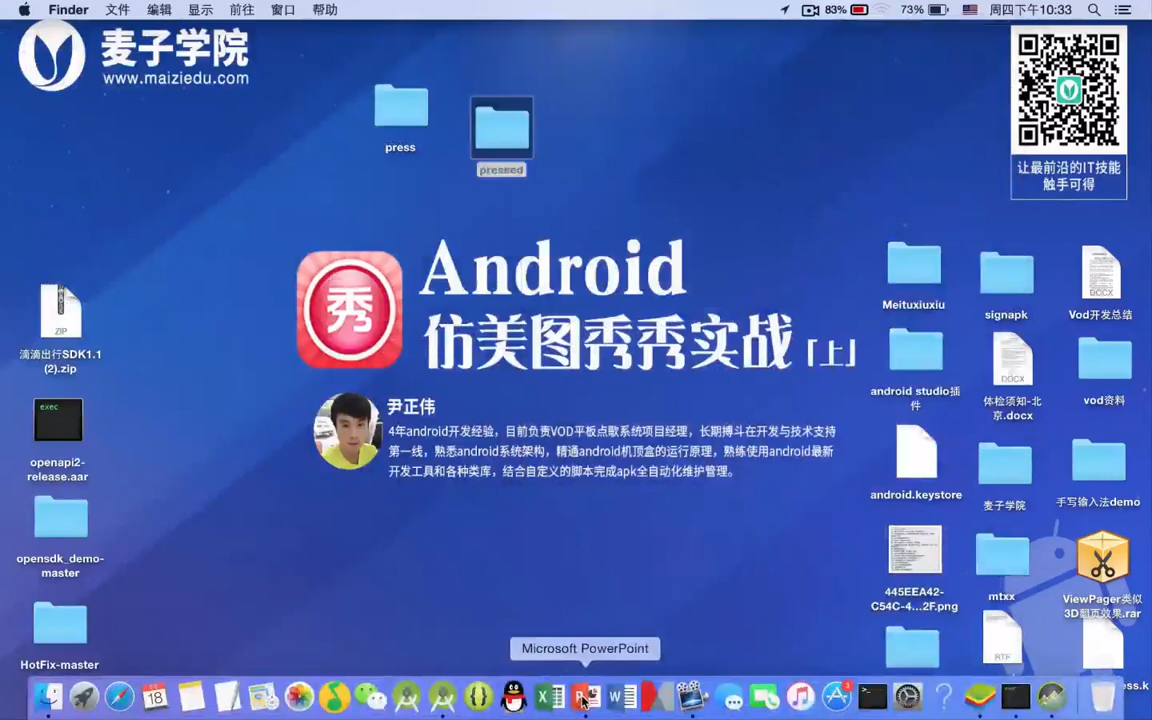 Finder 文件 编辑 显示 前往 窗口 帮助 83% 73% 周四下午10:33
麦子学院
www.maiziedu.com
让最前沿的IT技能
触手可得
press
pressed
Android
秀
仿美图秀秀实战「上」
尹正伟
4年android开发经验，目前负责VOD平板点歌系统项目经理，长期搏斗在开发与技术支持
第一线，熟悉android系统架构，精通android机顶盒的运行原理，熟练使用android最新
开发工具和各种类库，结合自定义的脚本完成apk全自动化维护管理。
ZIP
滴滴出行SDK1.1
(2).zip
exec
openapi2-
release.aar
opensdk_demo-
master
HotFix-master
Meituxiuxiu
signapk
DOCX
Vod开发总结
android studio插
件
DOCX
体检须知-北
京.docx
vod资料
android.keystore
麦子学院
手写输入法demo
445EEA42-
C54C-4...2F.png
mtxx
ViewPager类似
3D翻页效果.rar
RTF
ess.k
Microsoft PowerPoint
18
1